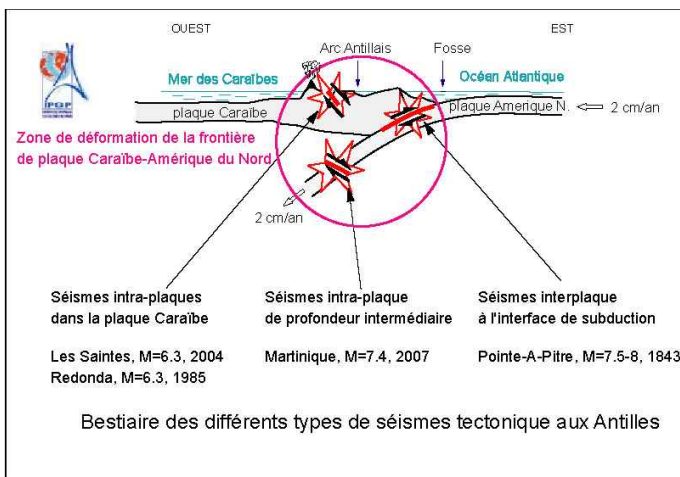 OUEST
EST
Arc Antillais
Fosse
Mer des Caraïbes
Océan Atlantique
IPGP
plaque Caraïbe
plaque Amerique N.
2 cm/an
Zone de déformation de la frontière
de plaque Caraïbe-Amérique du Nord
2 cm/an
Séismes intra-plaques
dans la plaque Caraïbe
Les Saintes, M=6.3, 2004
Redonda, M=6.3, 1985
Séismes intra-plaque
de profondeur intermédiaire
Martinique, M=7.4, 2007
Séismes interplaque
à l'interface de subduction
Pointe-A-Pitre, M=7.5-8, 1843
Bestiaire des différents types de séismes tectonique aux Antilles